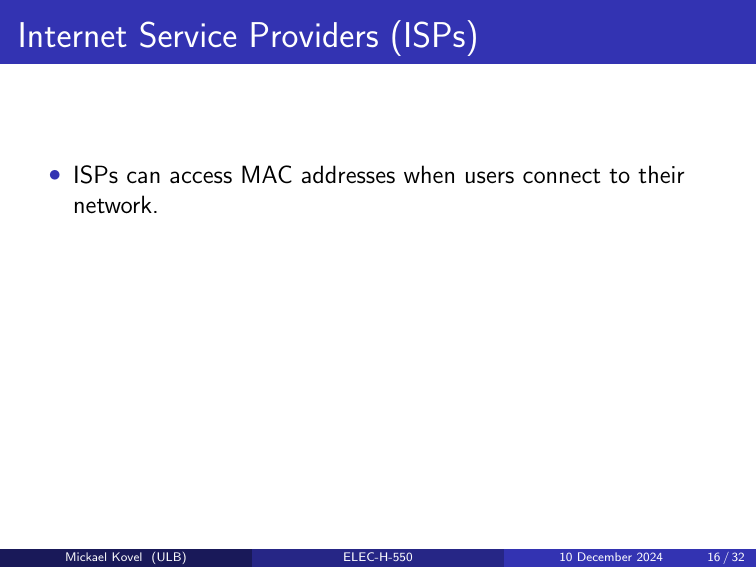 Internet Service Providers (ISPs)
• ISPs can access MAC addresses when users connect to their
network.
Mickael Kovel (ULB) ELEC-H-550 10 December 2024 16 / 32